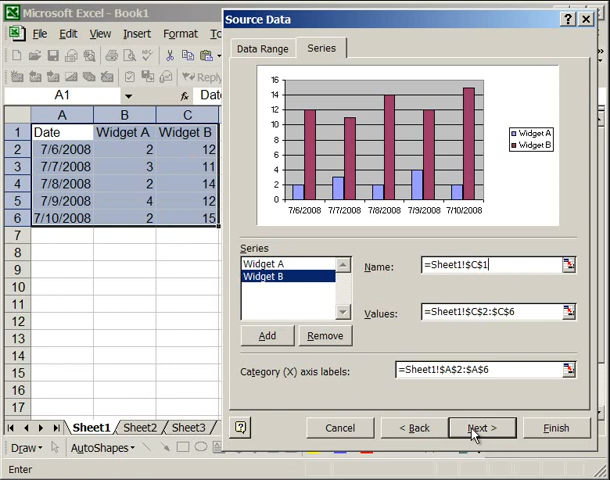 Microsoft Excel - Book1
File Edit View Insert Format
Reply
A1 fx Date
A B C
1 Date Widget A Widget B
2 7/6/2008 2 12
3 7/7/2008 3 11
4 7/8/2008 2 14
5 7/9/2008 4 12
6 7/10/2008 2 15
7
8
9
10
11
12
13
14
15
16
17
Sheet1 Sheet2 Sheet3
Draw AutoShapes
Enter
Source Data
Data Range Series
16
14
12
10
8
6
4
2
0
7/6/2008 7/7/2008 7/8/2008 7/9/2008 7/10/2008
Widget A
Widget B
Series
Widget A
Widget B
Name: =Sheet1!$C$1
Values: =Sheet1!$C$2:$C$6
Add Remove
Category (X) axis labels: =Sheet1!$A$2:$A$6
Cancel < Back Next > Finish